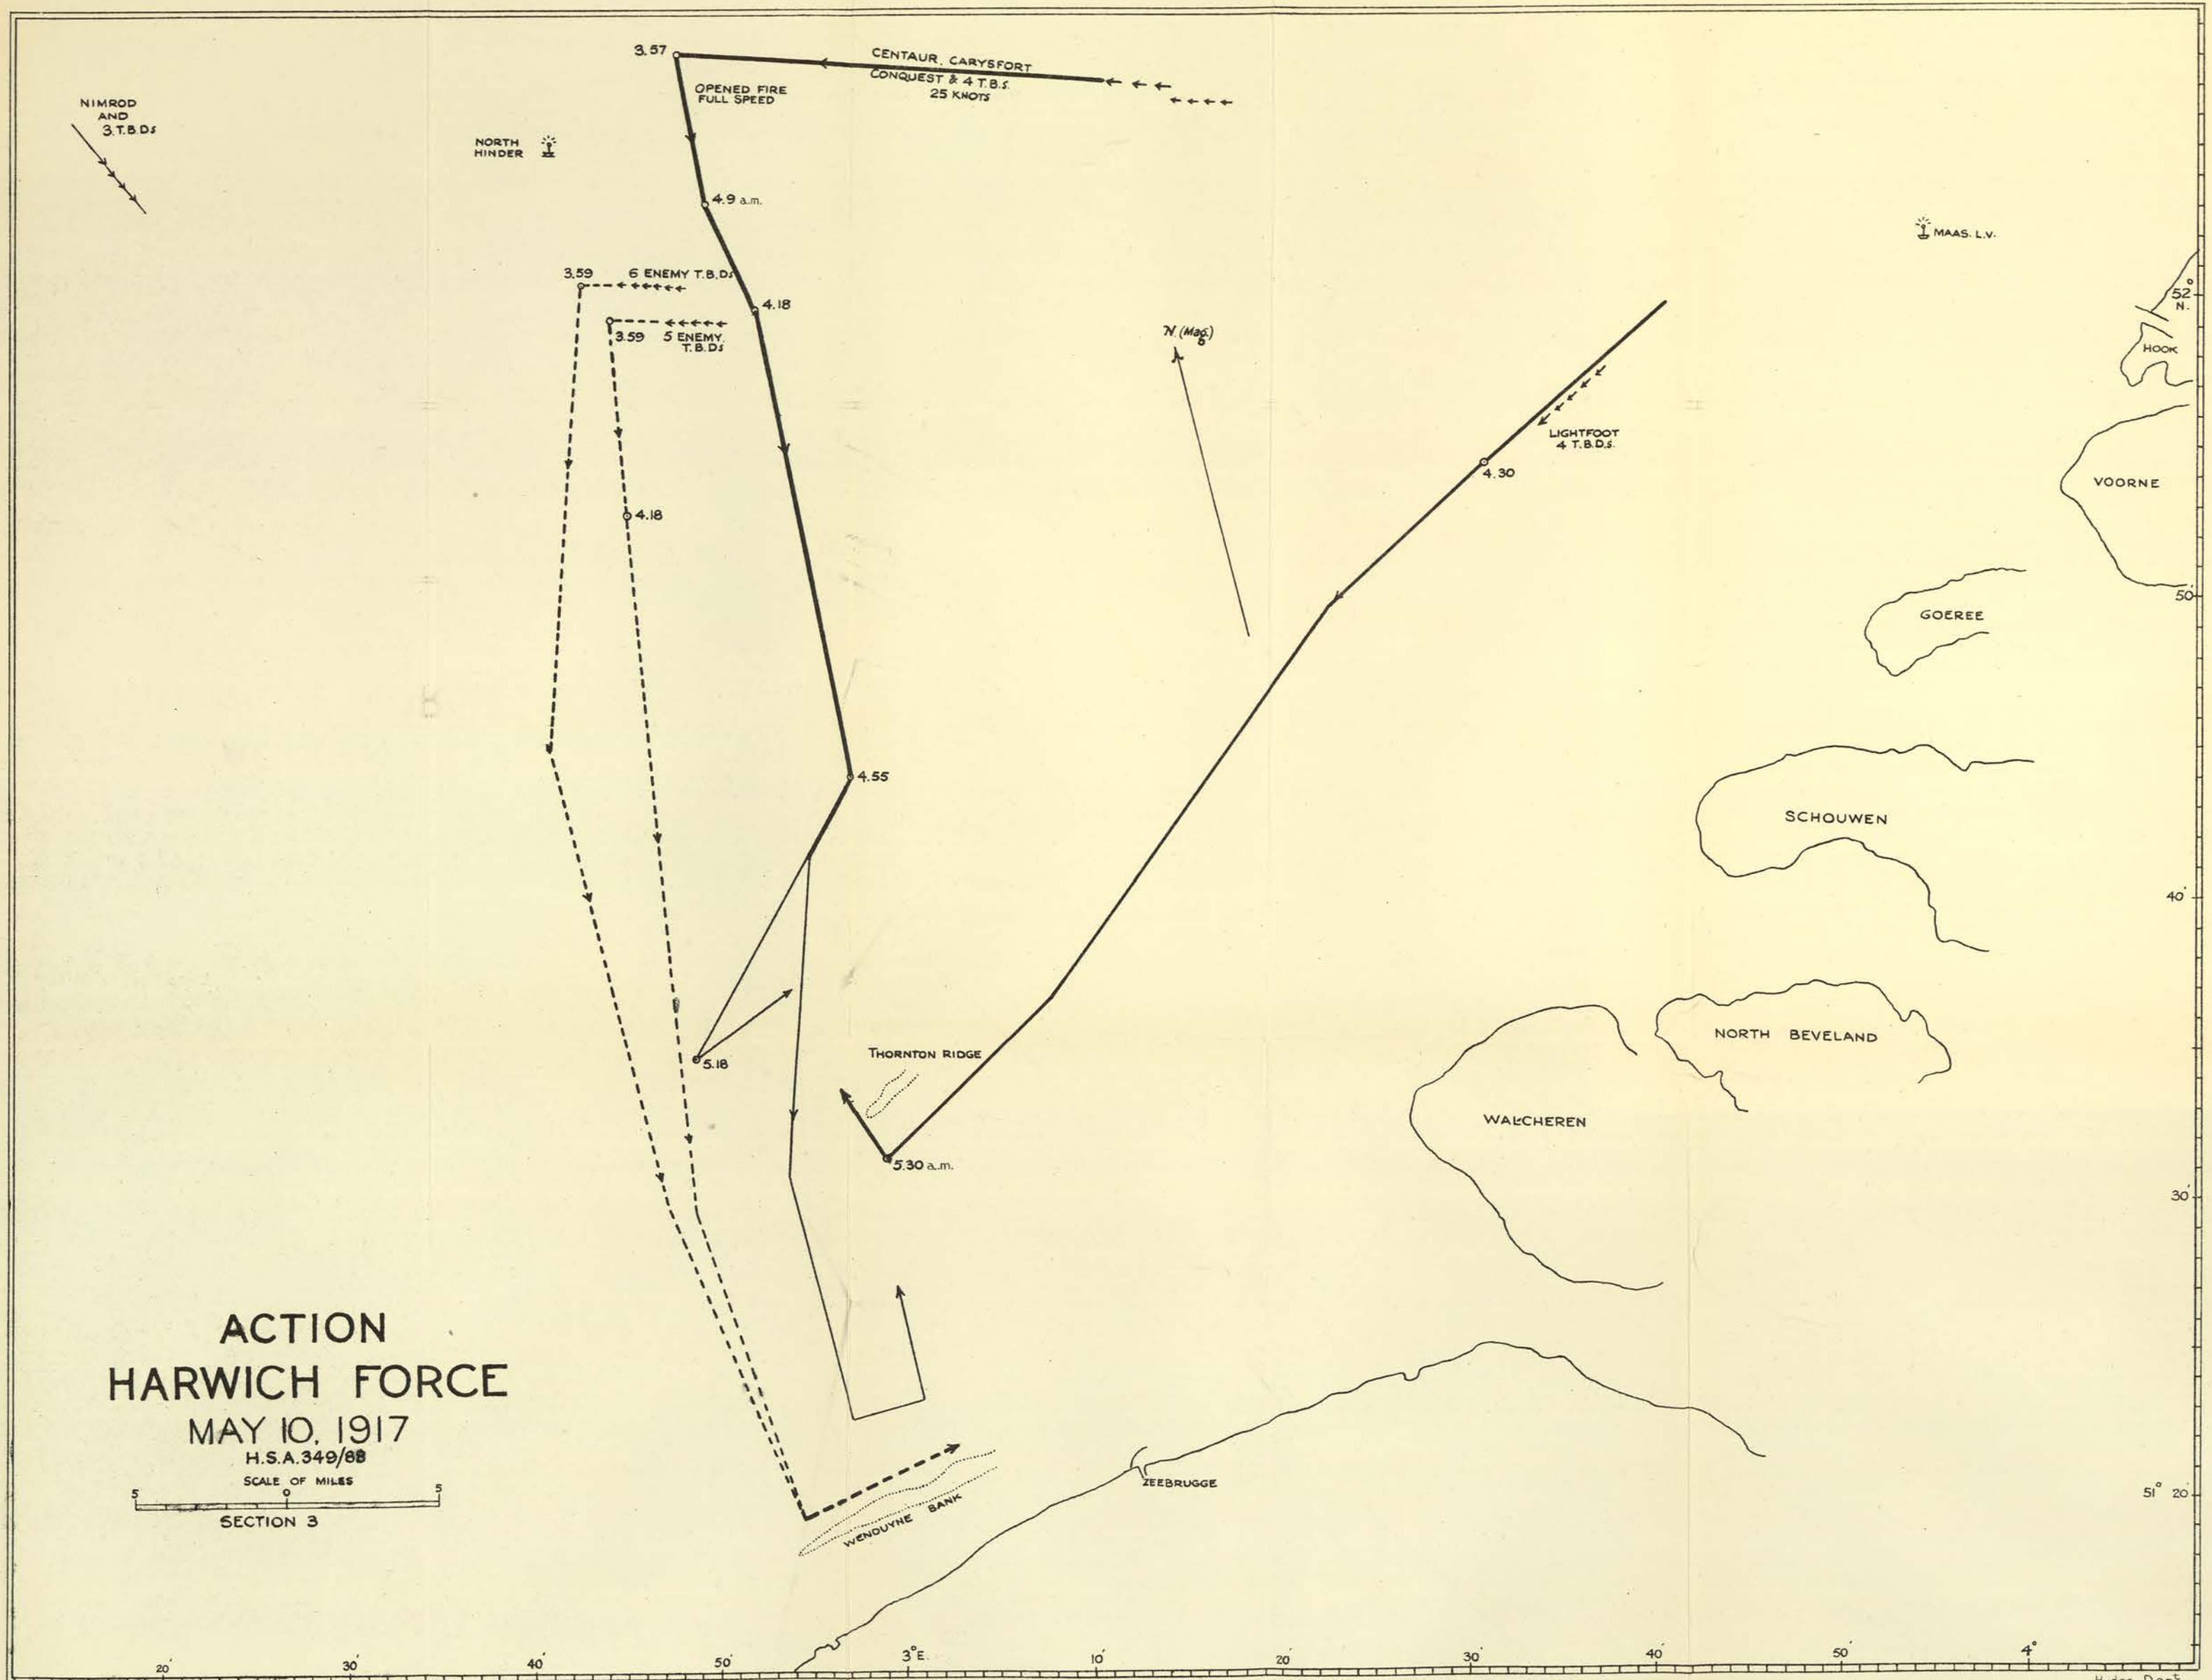 3.57
CENTAUR, CARYSFORT
CONQUEST & 4 T.B.S.
25 KNOTS
OPENED FIRE
FULL SPEED
NIMROD
AND
3.T.B.Ds
NORTH
HINDER
4.9 a.m.
MAAS. L.V.
3.59
6 ENEMY T.B.Ds
4.18
3.59
5 ENEMY.
T.B.Ds
N (Mag.)
52°
N.
HOOK
LIGHTFOOT
4 T.B.D.s.
4.30
VOORNE
4.18
50'
GOEREE
4.55
SCHOUWEN
40'
NORTH BEVELAND
THORNTON RIDGE
5.18
WALCHEREN
5.30 a.m.
30'
ACTION
HARWICH FORCE
MAY 10, 1917
H.S.A. 349/88
SCALE OF MILES
5 0 5
SECTION 3
ZEEBRUGGE
WENDUYNE BANK
51° 20'
20' 30' 40' 50' 3°E. 10' 20' 30' 40' 50' 4°